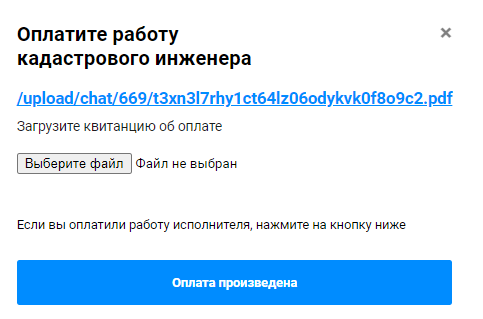 Оплатите работу
кадастрового инженера
×
/upload/chat/669/t3xn3l7rhy1ct64lz06odykvk0f8o9c2.pdf
Загрузите квитанцию об оплате
Выберите файл Файл не выбран
Если вы оплатили работу исполнителя, нажмите на кнопку ниже
Оплата произведена